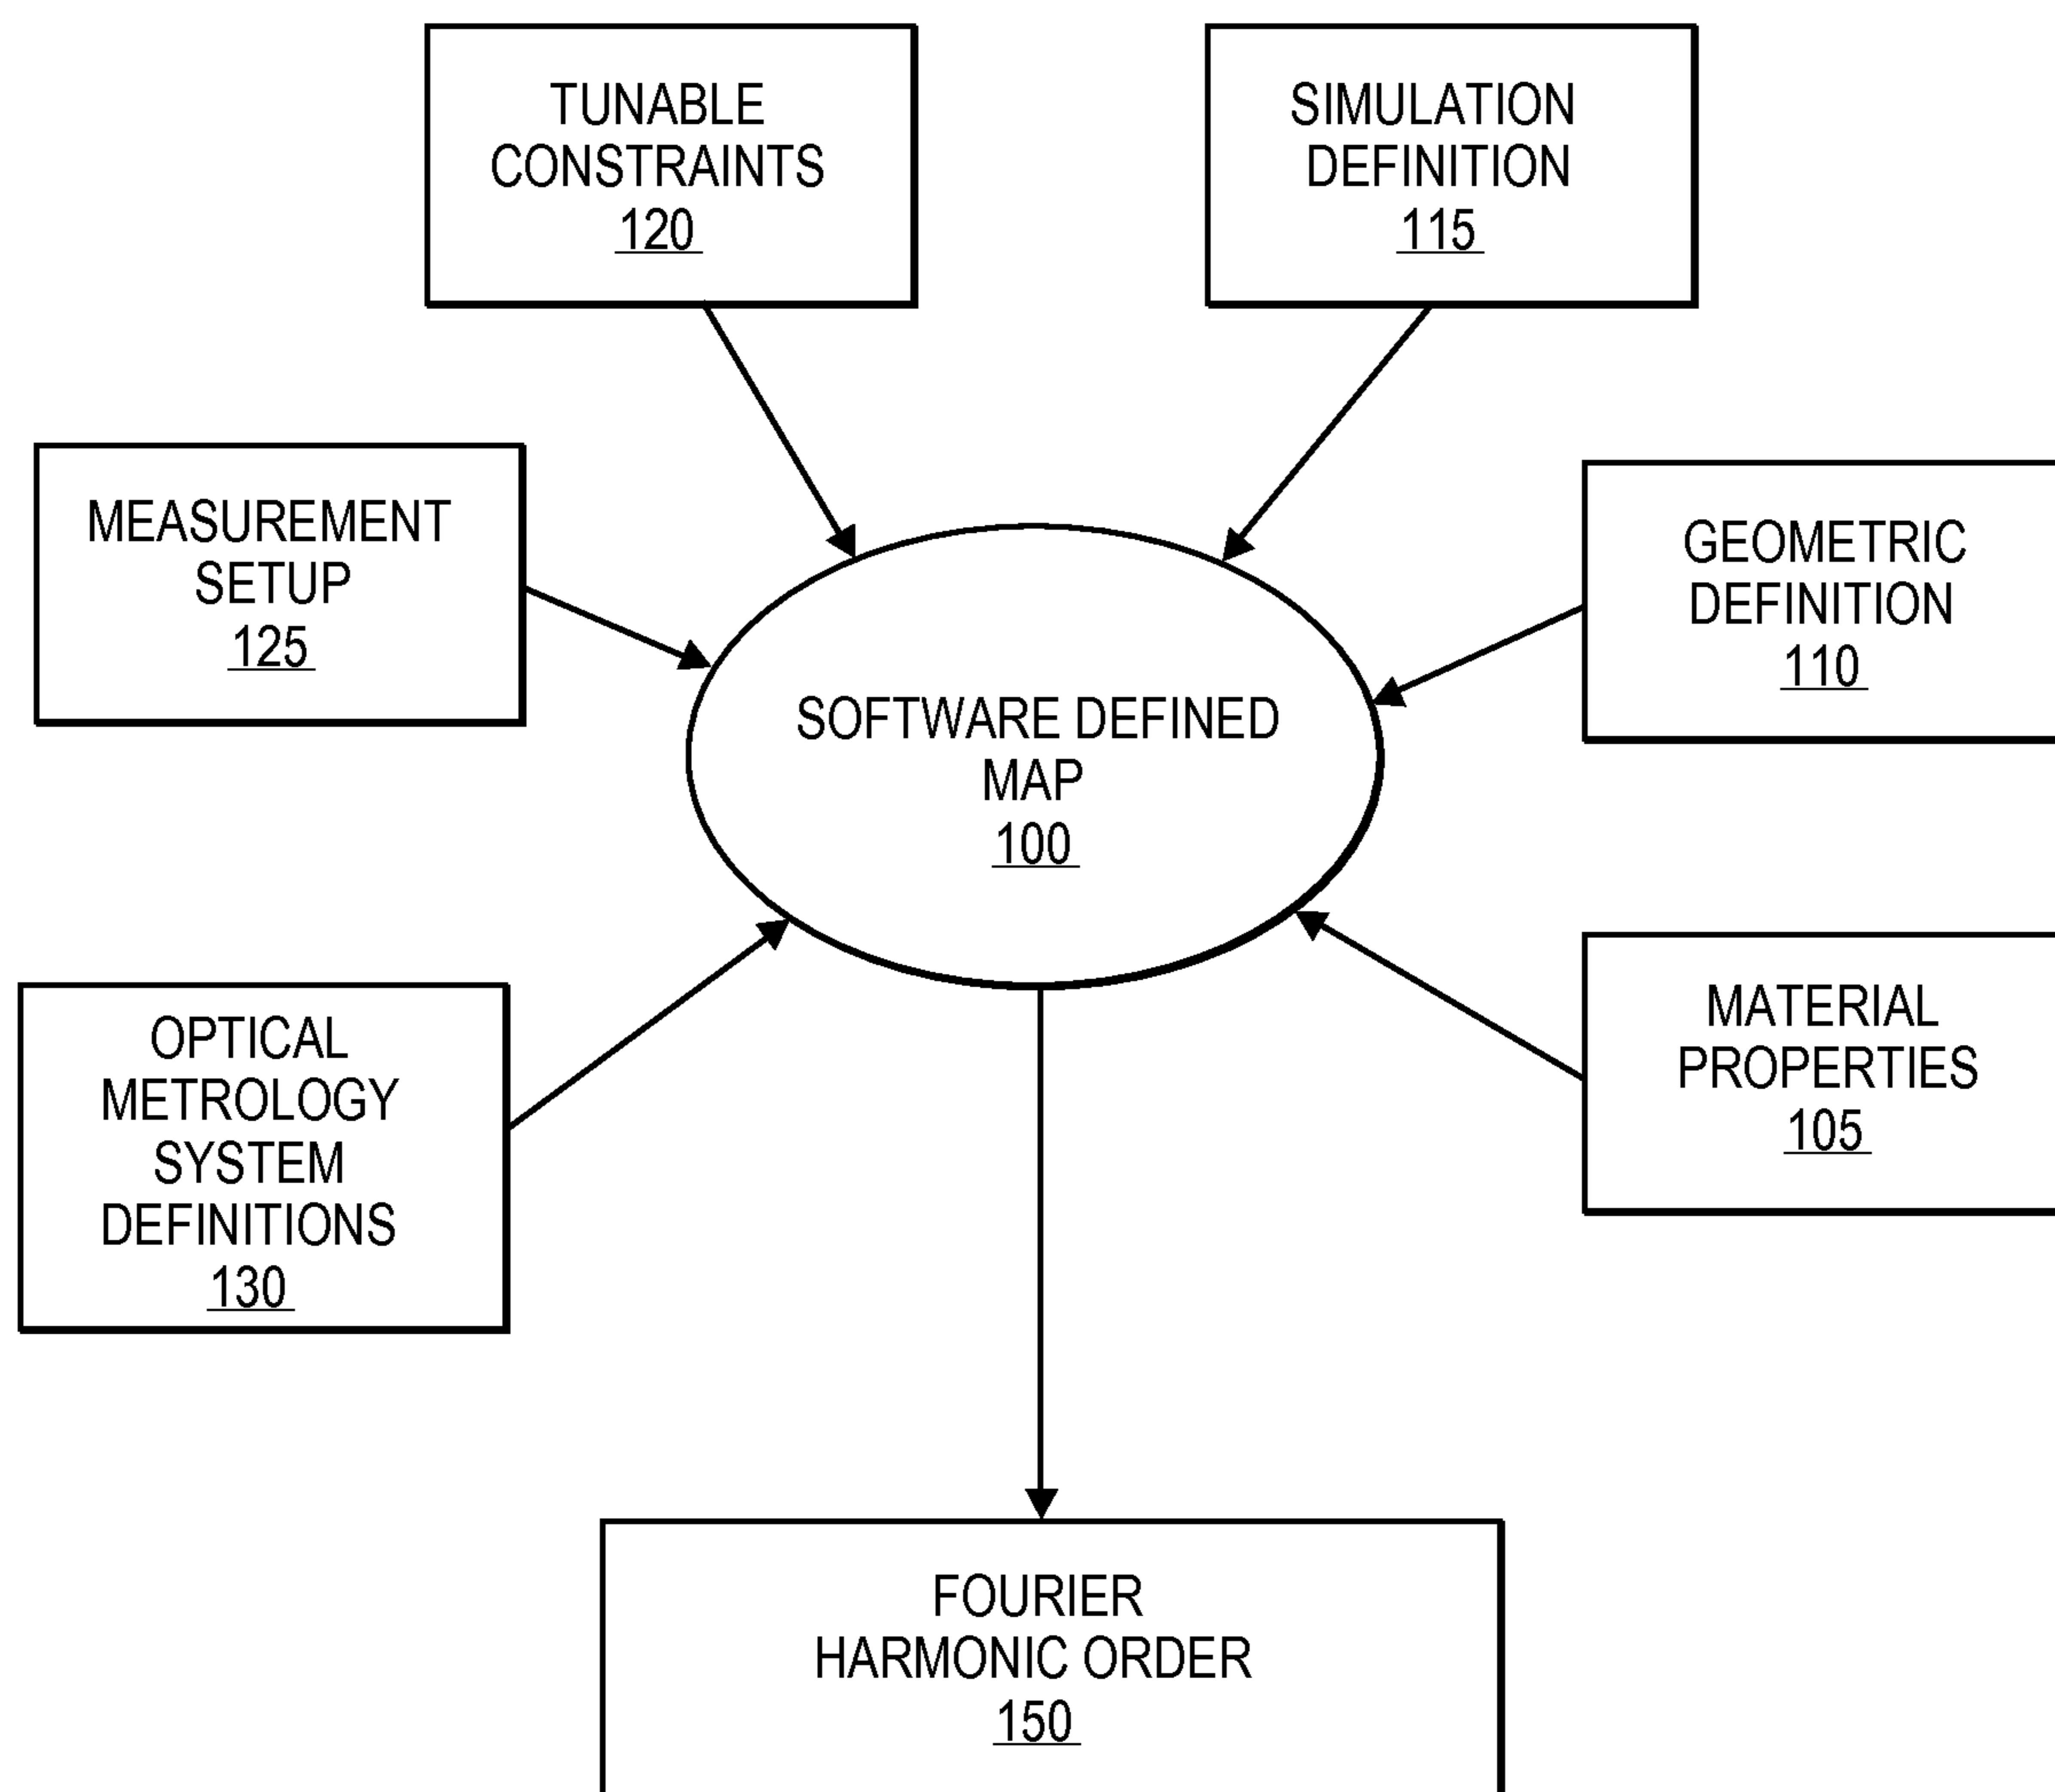 TUNABLE
CONSTRAINTS
120
SIMULATION
DEFINITION
115
MEASUREMENT
SETUP
125
GEOMETRIC
DEFINITION
110
SOFTWARE DEFINED
MAP
100
OPTICAL
METROLOGY
SYSTEM
DEFINITIONS
130
MATERIAL
PROPERTIES
105
FOURIER
HARMONIC ORDER
150